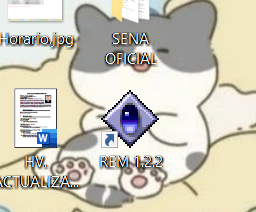 Horario.jpg
SENA
OFICIAL
HV.
ACTUALIZA...
REM 1.2.2